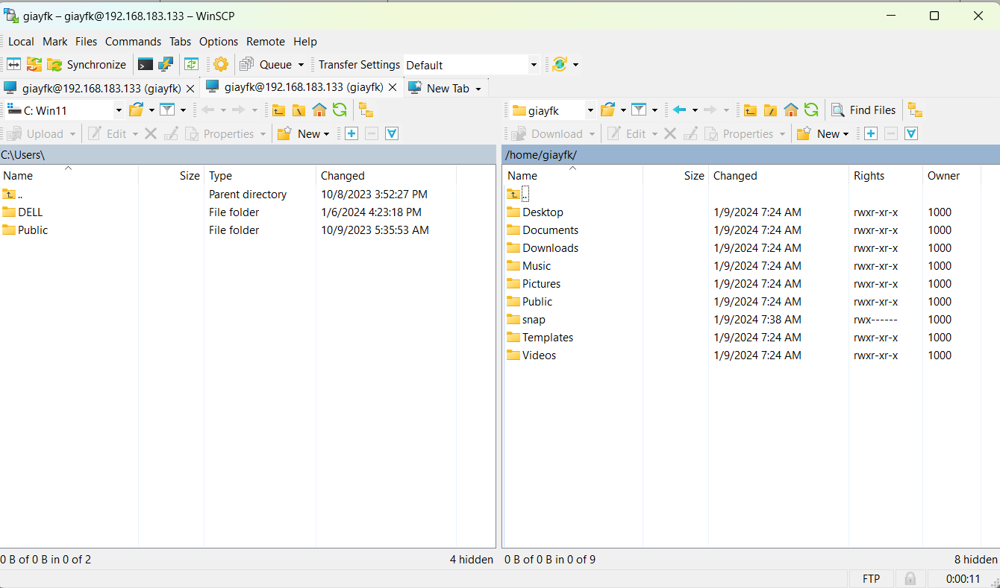 giayfk – giayfk@192.168.183.133 – WinSCP
Local Mark Files Commands Tabs Options Remote Help
Synchronize Queue Transfer Settings Default
giayfk@192.168.183.133 (giayfk) giayfk@192.168.183.133 (giayfk) New Tab
C: Win11 giayfk Find Files
Upload Edit Properties New Download Edit Properties New
C:\Users\ /home/giayfk/
Name Size Type Changed Name Size Changed Rights Owner
.. Parent directory 10/8/2023 3:52:27 PM ..
DELL File folder 1/6/2024 4:23:18 PM Desktop 1/9/2024 7:24 AM rwxr-xr-x 1000
Public File folder 10/9/2023 5:35:53 AM Documents 1/9/2024 7:24 AM rwxr-xr-x 1000
Downloads 1/9/2024 7:24 AM rwxr-xr-x 1000
Music 1/9/2024 7:24 AM rwxr-xr-x 1000
Pictures 1/9/2024 7:24 AM rwxr-xr-x 1000
Public 1/9/2024 7:24 AM rwxr-xr-x 1000
snap 1/9/2024 7:38 AM rwx------ 1000
Templates 1/9/2024 7:24 AM rwxr-xr-x 1000
Videos 1/9/2024 7:24 AM rwxr-xr-x 1000
0 B of 0 B in 0 of 2 4 hidden 0 B of 0 B in 0 of 9 8 hidden
FTP 0:00:11